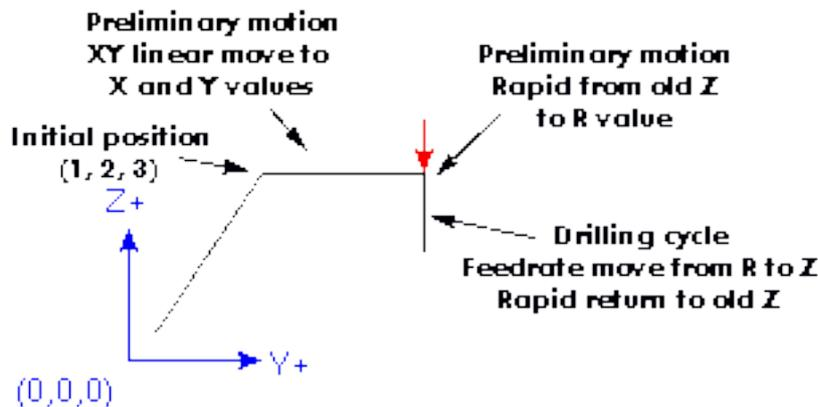 Preliminary motion
XY linear move to
X and Y values
Preliminary motion
Rapid from old Z
to R value
Initial position
(1, 2, 3)
Z+
Drilling cycle
Feedrate move from R to Z
Rapid return to old Z
Y+
(0,0,0)